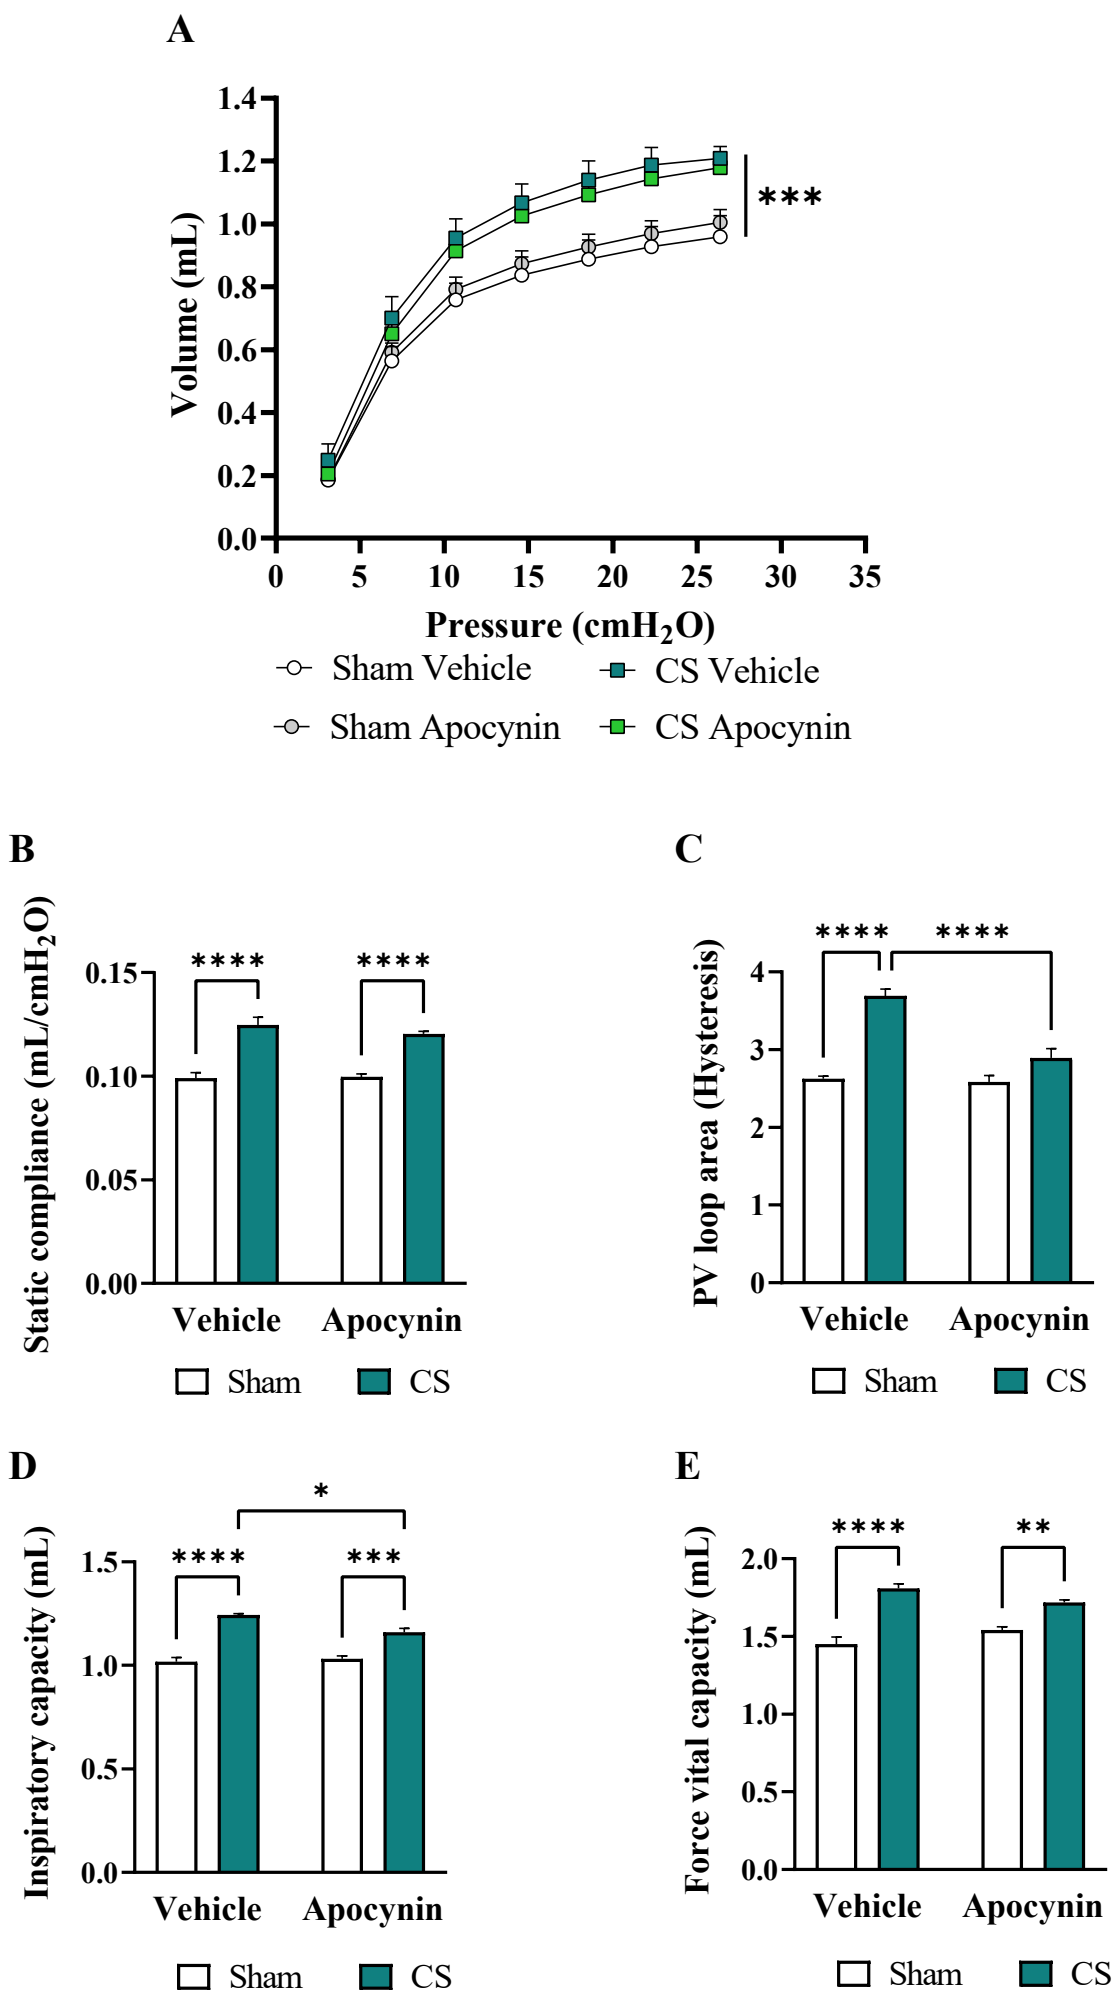 A
1.4
1.2
1.0
0.8
0.6
0.4
0.2
0.0
Volume (mL)
***
0 5 10 15 20 25 30 35
Pressure (cmH₂O)
Sham Vehicle CS Vehicle
Sham Apocynin CS Apocynin
B
Static compliance (mL/cmH₂O)
0.15
0.10
0.05
0.00
**** ****
Vehicle Apocynin
Sham CS
C
PV loop area (Hysteresis)
4
3
2
1
0
**** ****
Vehicle Apocynin
Sham CS
D
Inspiratory capacity (mL)
1.5
1.0
0.5
0.0
*
**** ***
Vehicle Apocynin
Sham CS
E
Force vital capacity (mL)
2.0
1.5
1.0
0.5
0.0
**** **
Vehicle Apocynin
Sham CS